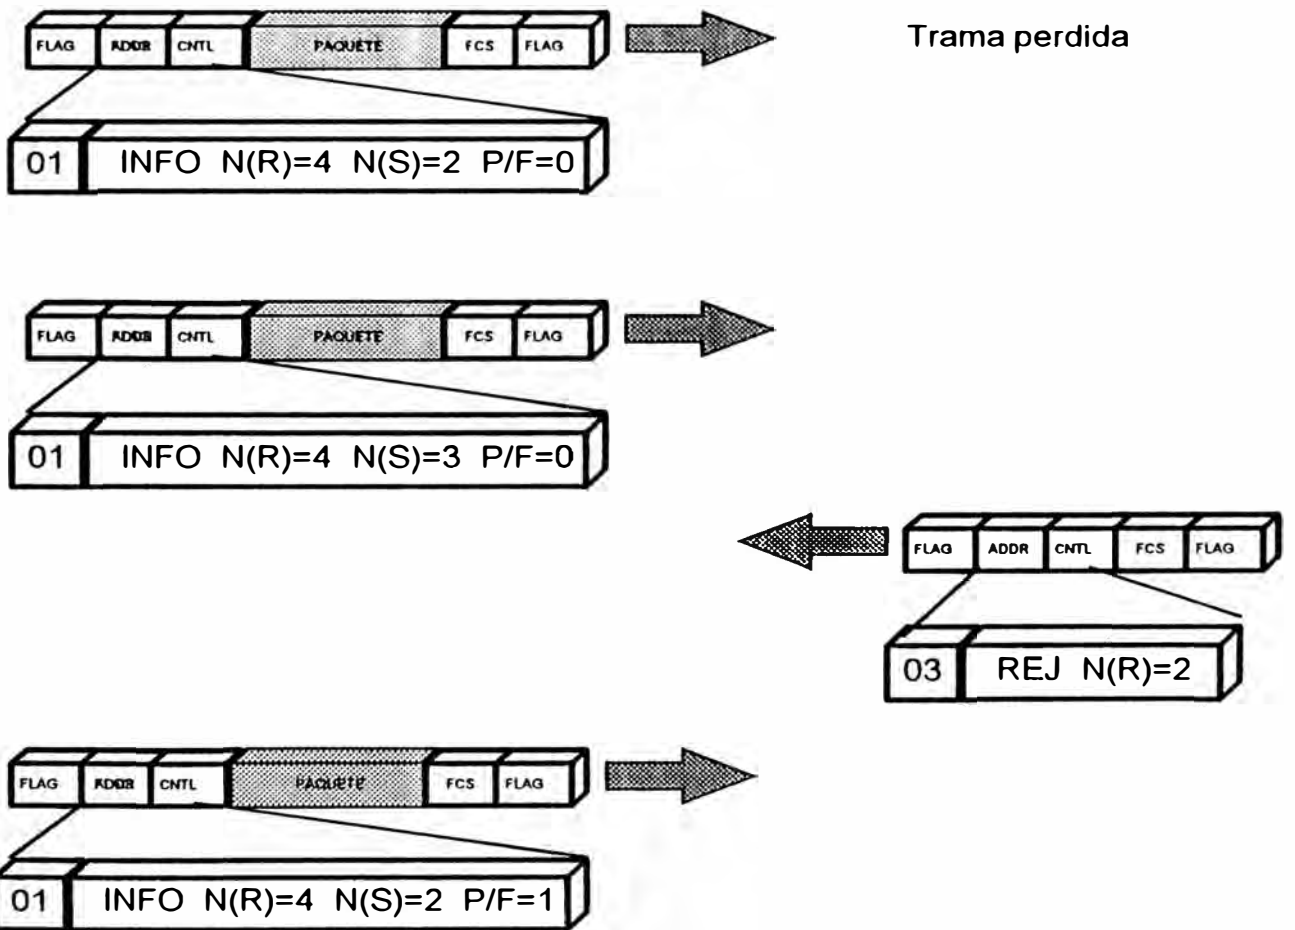 FLAG ADDR CNTL PAQUETE FCS FLAG
Trama perdida
01 INFO N(R)=4 N(S)=2 P/F=0
FLAG ADDR CNTL PAQUETE FCS FLAG
01 INFO N(R)=4 N(S)=3 P/F=0
FLAG ADDR CNTL FCS FLAG
03 REJ N(R)=2
FLAG ADDR CNTL PAQUETE FCS FLAG
01 INFO N(R)=4 N(S)=2 P/F=1